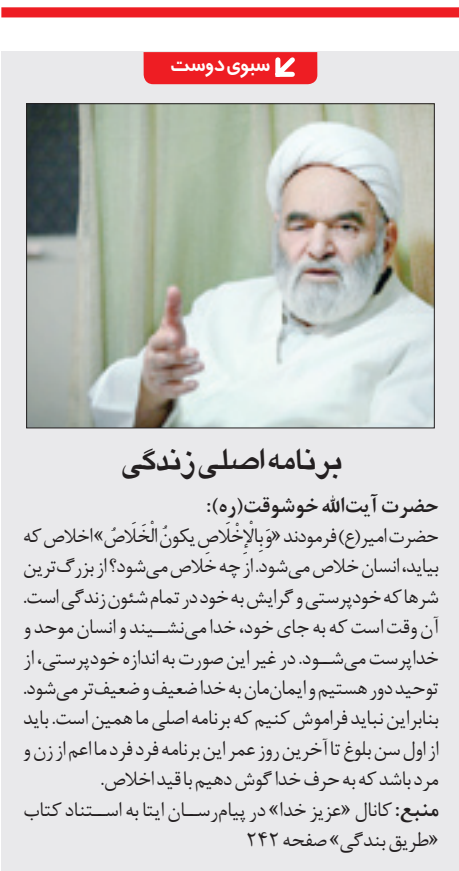 سبوی دوست
برنامه اصلی زندگی
حضرت آیت‌الله خوشوقت(ره):
حضرت امیر(ع) فرمودند «وَبِالْإِخْلَاصِ یکونُ الْخَلَاصُ» اخلاص که
بیاید، انسان خلاص می‌شود. از چه خلاص می‌شود؟ از بزرگ‌ترین
شرها که خودپرستی و گرایش به خود در تمام شئون زندگی است.
آن وقت است که به جای خود، خدا می‌نشـیند و انسان موحد و
خداپرست می‌شـود. در غیر این صورت به اندازه خودپرستی، از
توحید دور هستیم و ایمان‌مان به خدا ضعیف و ضعیف‌تر می‌شود.
بنابراین نباید فراموش کنیم که برنامه اصلی ما همین است. باید
از اول سن بلوغ تا آخرین روز عمر این برنامه فرد فرد ما اعم از زن و
مرد باشد که به حرف خدا گوش دهیم با قید اخلاص.
منبع: کانال «عزیز خدا» در پیام‌رسـان ایتا به اسـتناد کتاب
«طریق بندگی» صفحه ۲۴۲